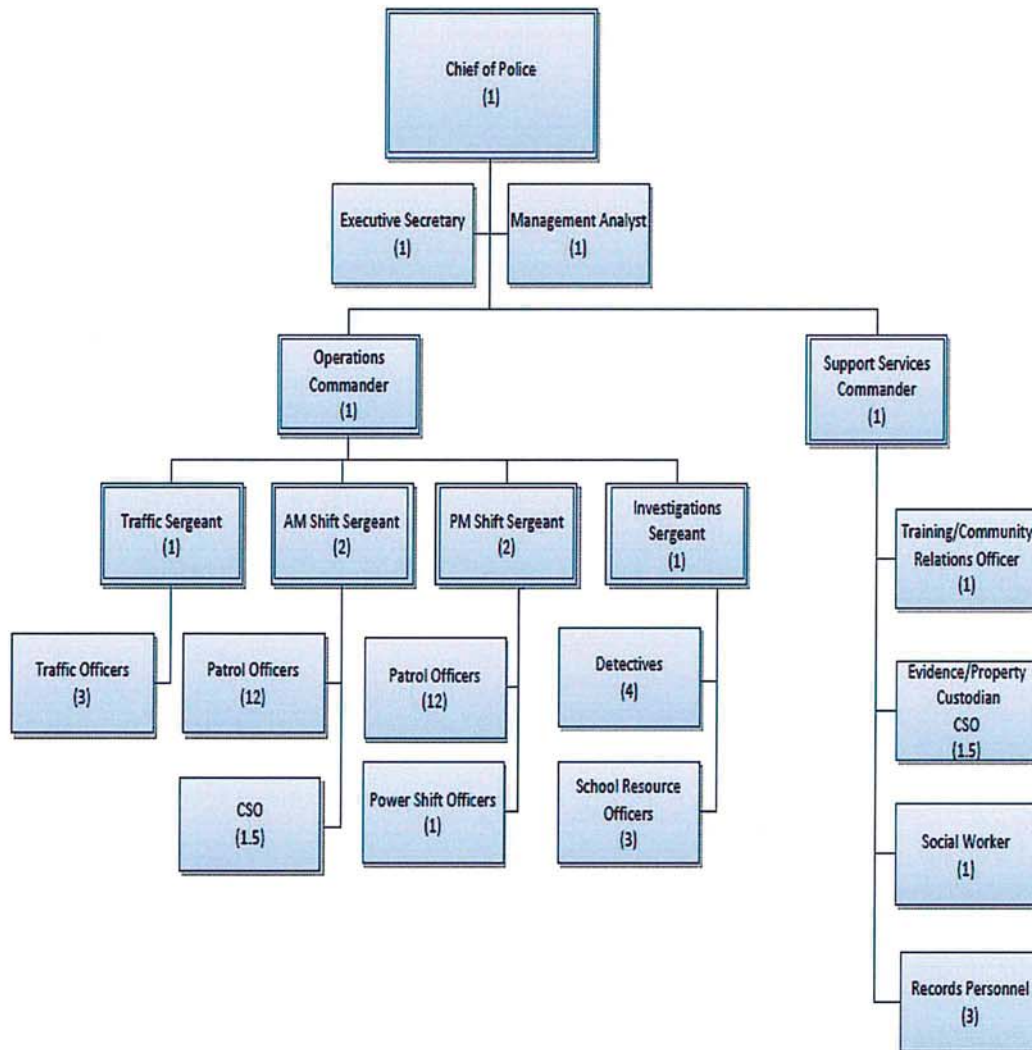 Chief of Police
(1)
Executive Secretary
(1)
Management Analyst
(1)
Operations
Commander
(1)
Support Services
Commander
(1)
Traffic Sergeant
(1)
AM Shift Sergeant
(2)
PM Shift Sergeant
(2)
Investigations
Sergeant
(1)
Traffic Officers
(3)
Patrol Officers
(12)
CSO
(1.5)
Patrol Officers
(12)
Power Shift Officers
(1)
Detectives
(4)
School Resource
Officers
(3)
Training/Community
Relations Officer
(1)
Evidence/Property
Custodian
CSO
(1.5)
Social Worker
(1)
Records Personnel
(3)